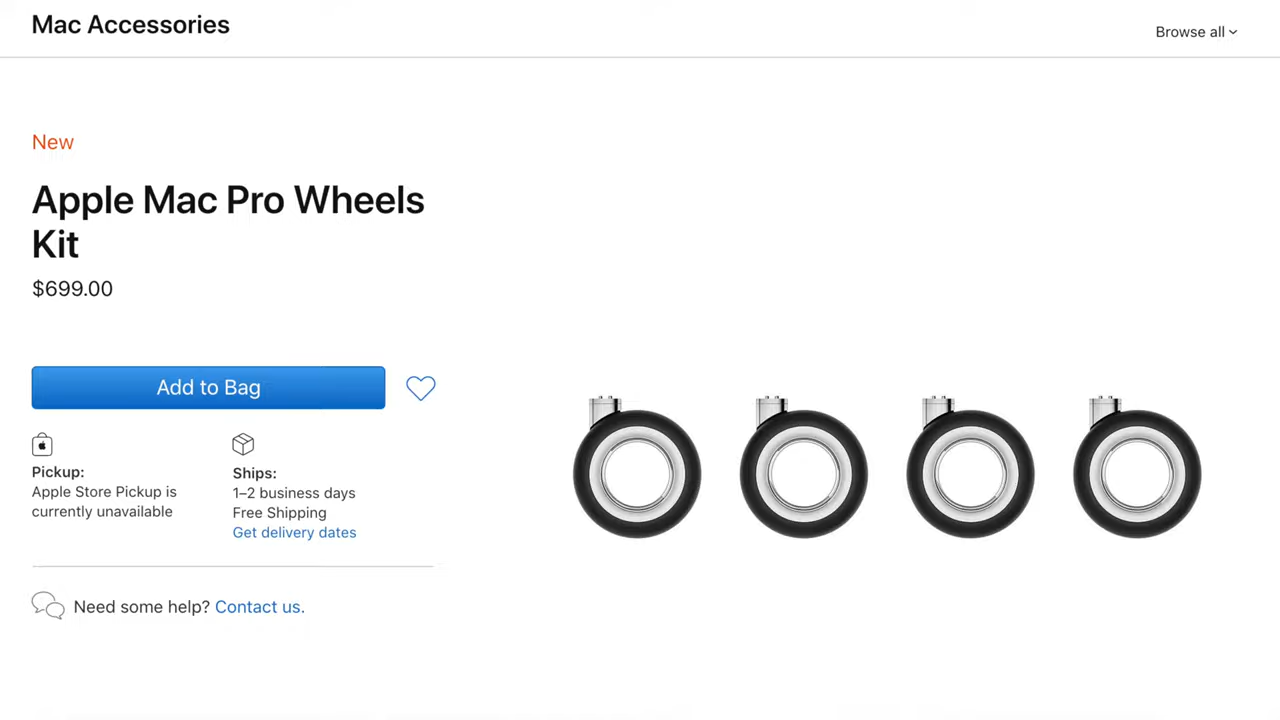 Mac Accessories
Browse all
New
Apple Mac Pro Wheels
Kit
$699.00
Add to Bag
Pickup:
Apple Store Pickup is
currently unavailable
Ships:
1–2 business days
Free Shipping
Get delivery dates
Need some help? Contact us.